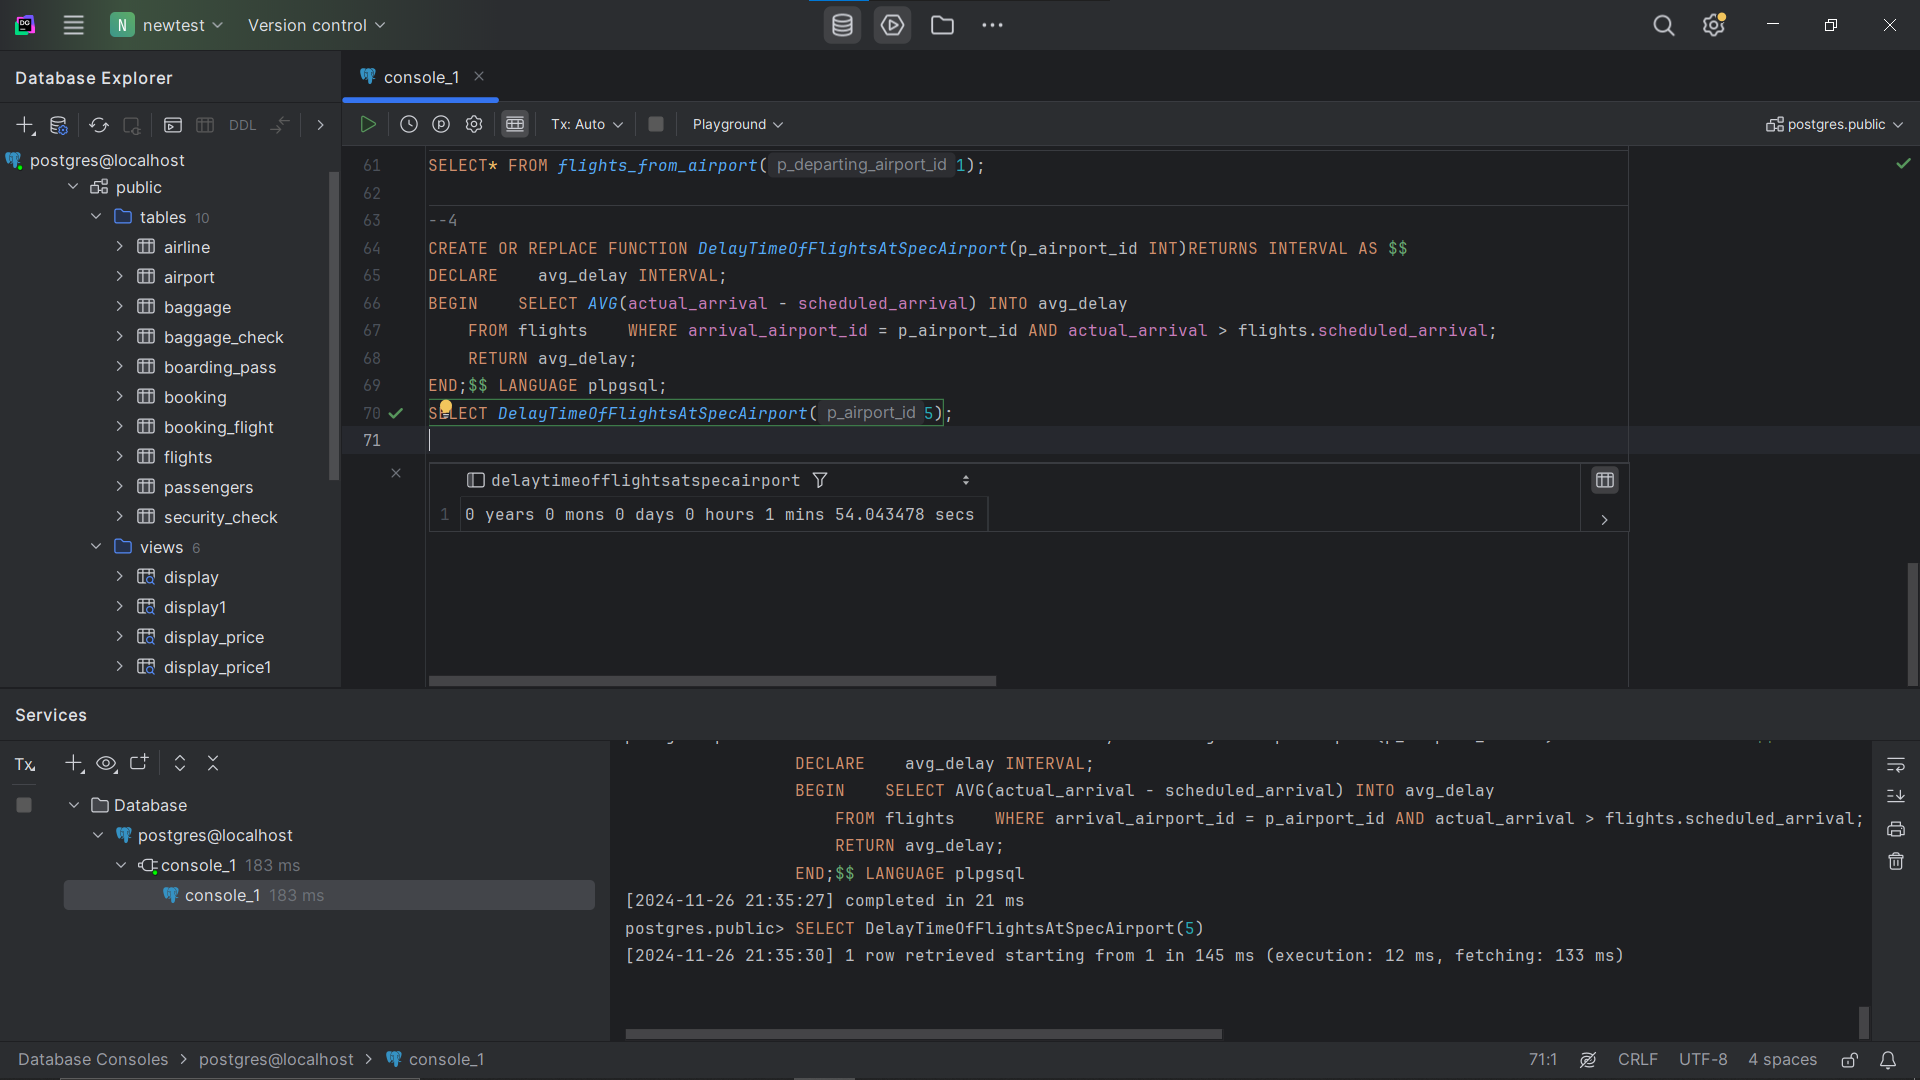 N newtest Version control
Database Explorer
DDL
postgres@localhost
public
tables 10
airline
airport
baggage
baggage_check
boarding_pass
booking
booking_flight
flights
passengers
security_check
views 6
display
display1
display_price
display_price1
console_1
Tx: Auto Playground postgres.public
61 SELECT* FROM flights_from_airport( p_departing_airport_id 1);
62
63 --4
64 CREATE OR REPLACE FUNCTION DelayTimeOfFlightsAtSpecAirport(p_airport_id INT)RETURNS INTERVAL AS $$
65 DECLARE    avg_delay INTERVAL;
66 BEGIN    SELECT AVG(actual_arrival - scheduled_arrival) INTO avg_delay
67     FROM flights    WHERE arrival_airport_id = p_airport_id AND actual_arrival > flights.scheduled_arrival;
68     RETURN avg_delay;
69 END;$$ LANGUAGE plpgsql;
70 SELECT DelayTimeOfFlightsAtSpecAirport( p_airport_id 5);
71
delaytimeofflightsatspecairport
1 0 years 0 mons 0 days 0 hours 1 mins 54.043478 secs
Services
Tx
Database
postgres@localhost
console_1 183 ms
console_1 183 ms
DECLARE    avg_delay INTERVAL;
BEGIN    SELECT AVG(actual_arrival - scheduled_arrival) INTO avg_delay
FROM flights    WHERE arrival_airport_id = p_airport_id AND actual_arrival > flights.scheduled_arrival;
RETURN avg_delay;
END;$$ LANGUAGE plpgsql
[2024-11-26 21:35:27] completed in 21 ms
postgres.public> SELECT DelayTimeOfFlightsAtSpecAirport(5)
[2024-11-26 21:35:30] 1 row retrieved starting from 1 in 145 ms (execution: 12 ms, fetching: 133 ms)
Database Consoles > postgres@localhost > console_1
71:1 CRLF UTF-8 4 spaces